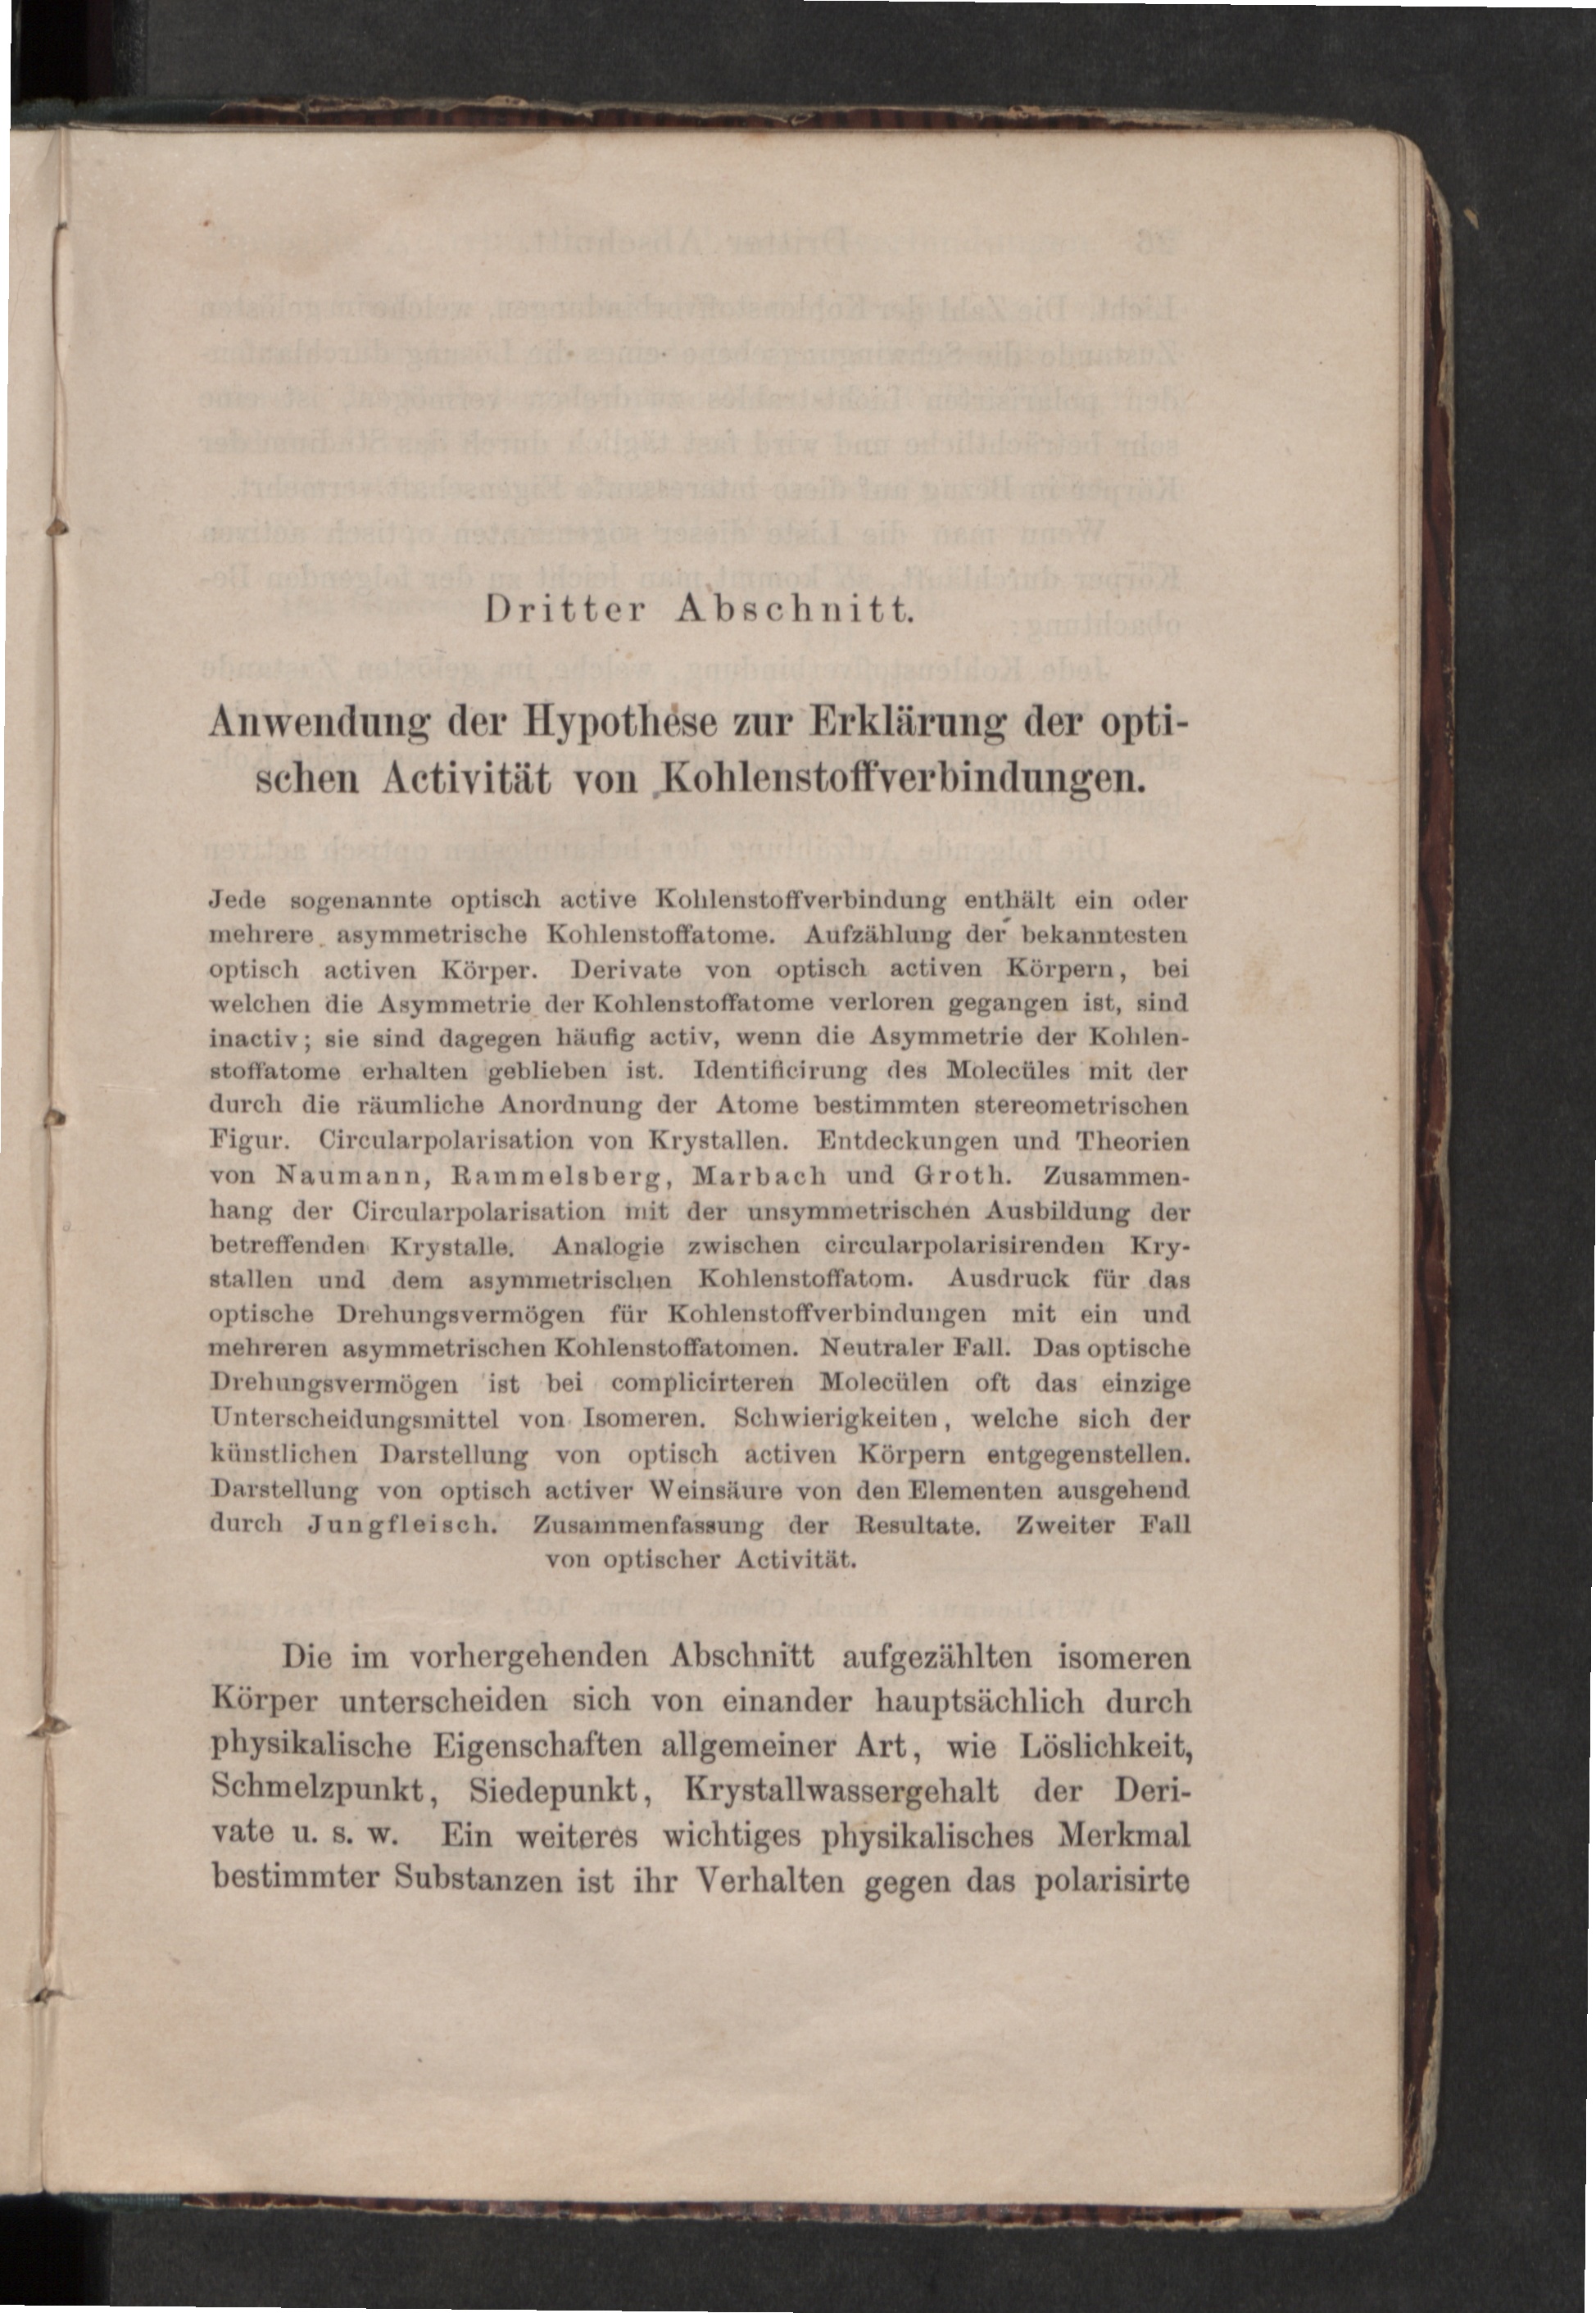 Dritter Abschnitt.
Anwendung der Hypothese zur Erklärung der opti-
schen Activität von Kohlenstoffverbindungen.
Jede sogenannte optisch active Kohlenstoffverbindung enthält ein oder
mehrere asymmetrische Kohlenstoffatome. Aufzählung der bekanntesten
optisch activen Körper. Derivate von optisch activen Körpern, bei
welchen die Asymmetrie der Kohlenstoffatome verloren gegangen ist, sind
inactiv; sie sind dagegen häufig activ, wenn die Asymmetrie der Kohlen-
stoffatome erhalten geblieben ist. Identificirung des Molecüles mit der
durch die räumliche Anordnung der Atome bestimmten stereometrischen
Figur. Circularpolarisation von Krystallen. Entdeckungen und Theorien
von Naumann, Rammelsberg, Marbach und Groth. Zusammen-
hang der Circularpolarisation mit der unsymmetrischen Ausbildung der
betreffenden Krystalle. Analogie zwischen circularpolarisirenden Kry-
stallen und dem asymmetrischen Kohlenstoffatom. Ausdruck für das
optische Drehungsvermögen für Kohlenstoffverbindungen mit ein und
mehreren asymmetrischen Kohlenstoffatomen. Neutraler Fall. Das optische
Drehungsvermögen ist bei complicirteren Molecülen oft das einzige
Unterscheidungsmittel von Isomeren. Schwierigkeiten, welche sich der
künstlichen Darstellung von optisch activen Körpern entgegenstellen.
Darstellung von optisch activer Weinsäure von den Elementen ausgehend
durch Jungfleisch. Zusammenfassung der Resultate. Zweiter Fall
von optischer Activität.
Die im vorhergehenden Abschnitt aufgezählten isomeren
Körper unterscheiden sich von einander hauptsächlich durch
physikalische Eigenschaften allgemeiner Art, wie Löslichkeit,
Schmelzpunkt, Siedepunkt, Krystallwassergehalt der Deri-
vate u. s. w. Ein weiteres wichtiges physikalisches Merkmal
bestimmter Substanzen ist ihr Verhalten gegen das polarisirte